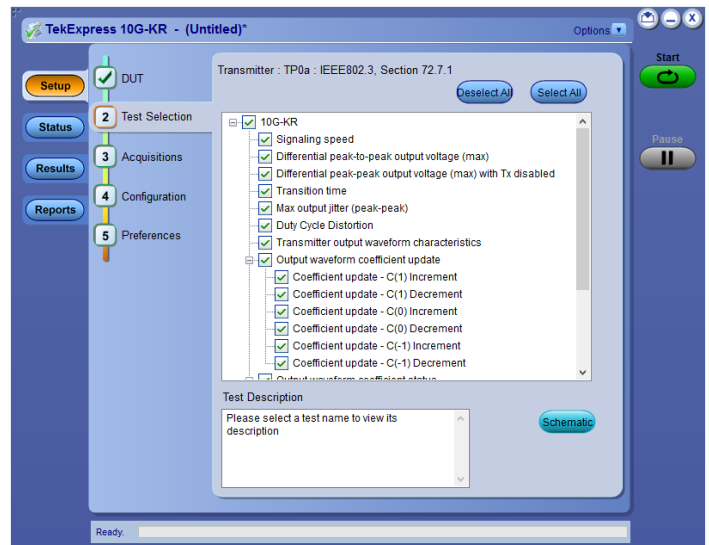 TekExpress 10G-KR - (Untitled)*
Options
Start
Pause
Setup
Status
Results
Reports
DUT
2 Test Selection
3 Acquisitions
4 Configuration
5 Preferences
Transmitter : TP0a : IEEE802.3, Section 72.7.1
Deselect All
Select All
10G-KR
Signaling speed
Differential peak-to-peak output voltage (max)
Differential peak-peak output voltage (max) with Tx disabled
Transition time
Max output jitter (peak-peak)
Duty Cycle Distortion
Transmitter output waveform characteristics
Output waveform coefficient update
Coefficient update - C(1) Increment
Coefficient update - C(1) Decrement
Coefficient update - C(0) Increment
Coefficient update - C(0) Decrement
Coefficient update - C(-1) Increment
Coefficient update - C(-1) Decrement
Output waveform coefficient status
Test Description
Please select a test name to view its
description
Schematic
Ready.